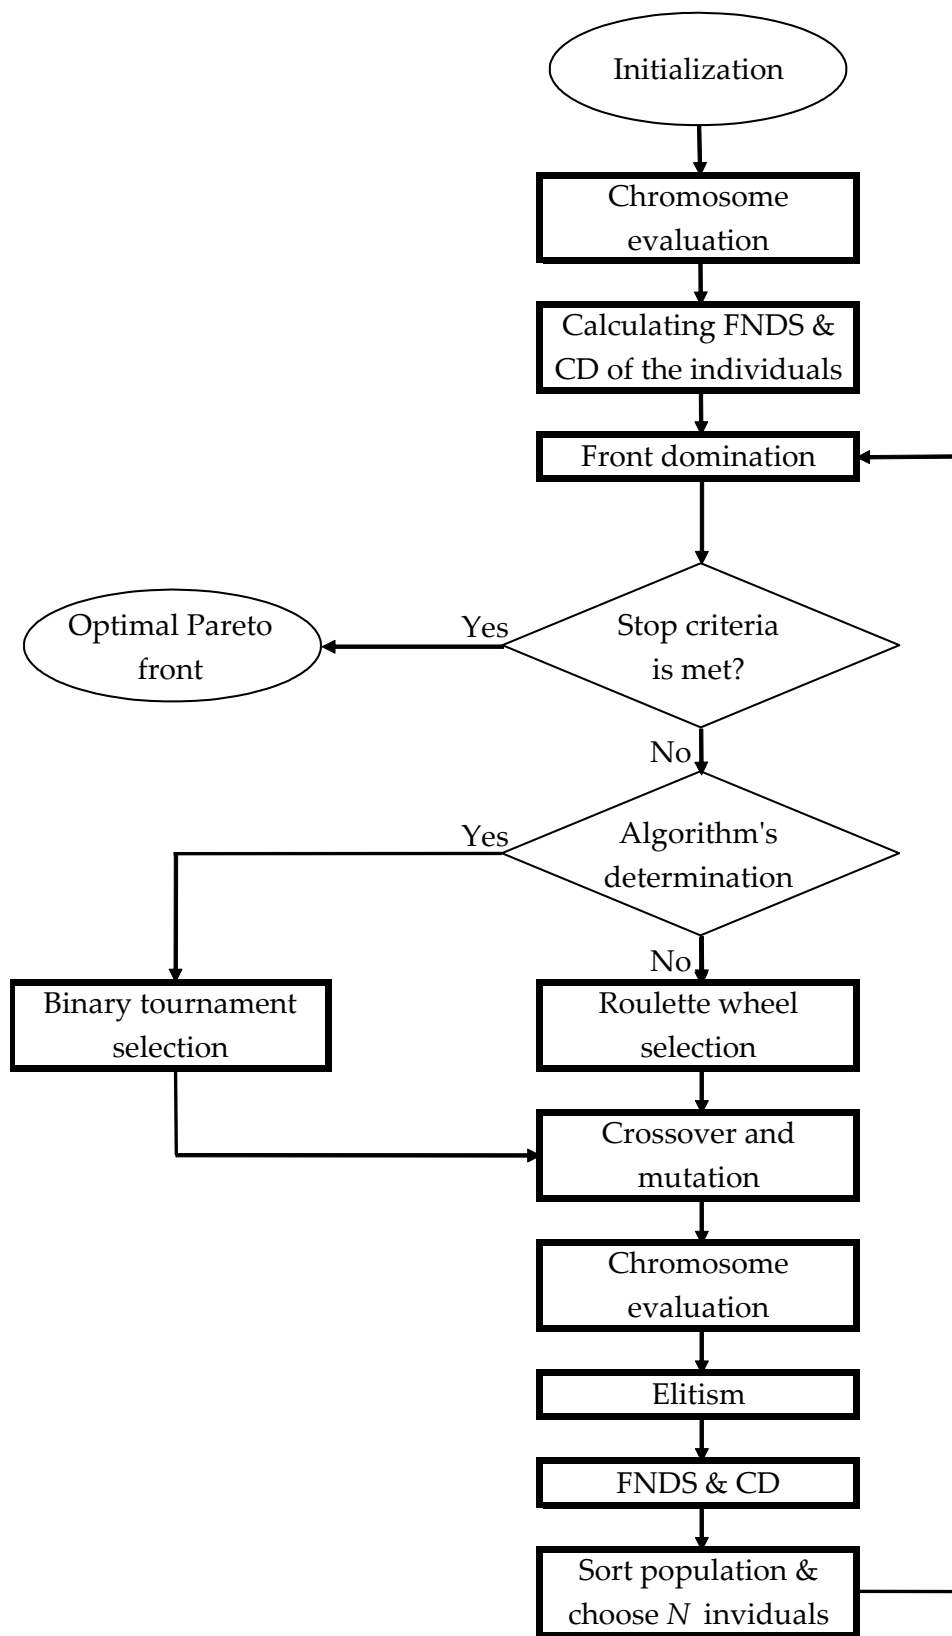 Initialization
Chromosome
evaluation
Calculating FNDS &
CD of the individuals
Front domination
Optimal Pareto
front
Yes
Stop criteria
is met?
No
Yes
Algorithm's
determination
No
Binary tournament
selection
Roulette wheel
selection
Crossover and
mutation
Chromosome
evaluation
Elitism
FNDS & CD
Sort population &
choose N inviduals